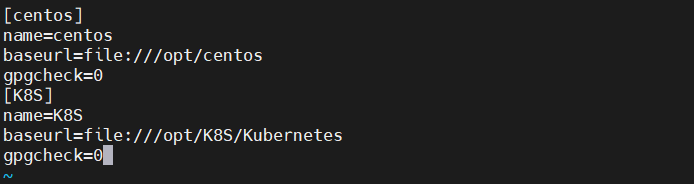 [centos]
name=centos
baseurl=file:///opt/centos
gpgcheck=0
[K8S]
name=K8S
baseurl=file:///opt/K8S/Kubernetes
gpgcheck=0
~